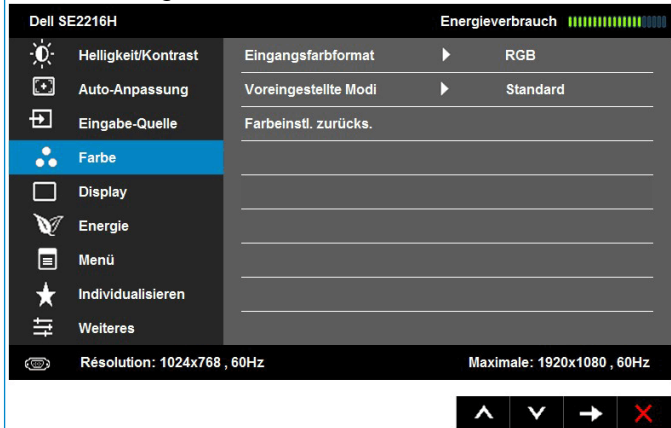 Dell SE2216H Energieverbrauch
Helligkeit/Kontrast Eingangsfarbformat RGB
Auto-Anpassung Voreingestellte Modi Standard
Eingabe-Quelle Farbeinstl. zurücks.
Farbe
Display
Energie
Menü
Individualisieren
Weiteres
Résolution: 1024x768 , 60Hz Maximale: 1920x1080 , 60Hz